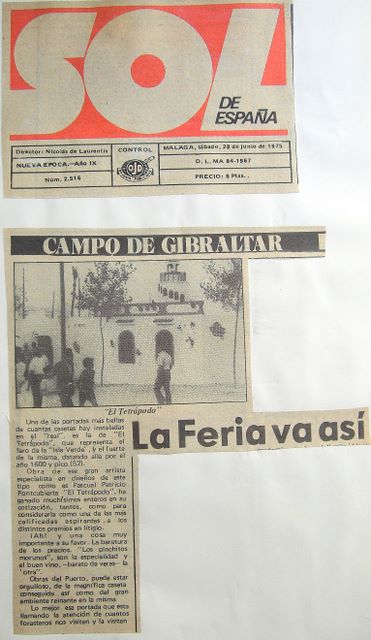 SOL
DE
ESPAÑA
Director: Nicolás de Laurentis
CONTROL
MALAGA, sábado, 28 de junio de 1975
NUEVA EPOCA.—Año IX
OJD
D. L. MA 84-1967
Núm. 2.516
PRECIO: 8 Ptas.
CAMPO DE GIBRALTAR
"El Tetrápodo"
La Feria va así
Una de las portadas más bellas
de cuantas casetas hay instaladas
en el "real", es la de "El
Tetrápodo", que representa el
faro de la "Isla Verde", y el fuerte
de la misma, datando allá por el
año 1600 y pico (52).
Obra de ese gran artista
especialista en diseños de este
tipo como es Pascual Patricio
Fontcubierta "El Tetrápodo", ha
ganado muchísimos enteros en su
cotización, tantos, como para
considerarla como una de las más
calificadas aspirantes a los
distintos premios en litigio.
¡Ah! y una cosa muy
importante a su favor. La baratura
de los precios. "Los pinchitos
morunos", son la especialidad y
el buen vino, —barato de veras— la
"otra".
Obras del Puerto, puede estar
orgulloso, de la magnífica caseta
conseguida así como del gran
ambiente reinante en la misma.
Lo mejor esa portada que esta
llamando la atención de cuantos
forasteros nos visitan y la visitan